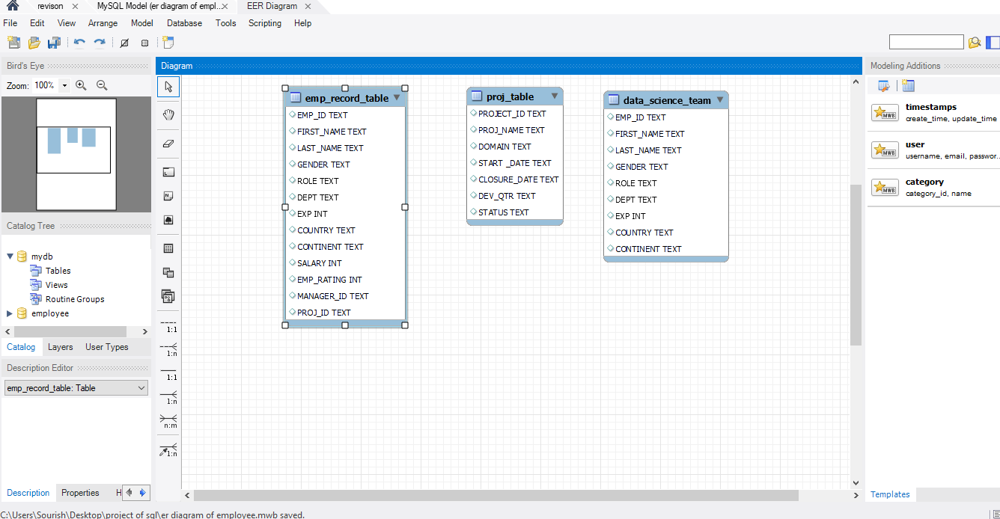 revison
MySQL Model (er diagram of empl...
EER Diagram
File Edit View Arrange Model Database Tools Scripting Help
Bird's Eye
Zoom: 100%
Catalog Tree
mydb
Tables
Views
Routine Groups
employee
Catalog Layers User Types
Description Editor
emp_record_table: Table
Description Properties H
Diagram
1:1
1:n
1:1
1:n
n:m
1:n
emp_record_table
EMP_ID TEXT
FIRST_NAME TEXT
LAST_NAME TEXT
GENDER TEXT
ROLE TEXT
DEPT TEXT
EXP INT
COUNTRY TEXT
CONTINENT TEXT
SALARY INT
EMP_RATING INT
MANAGER_ID TEXT
PROJ_ID TEXT
proj_table
PROJECT_ID TEXT
PROJ_NAME TEXT
DOMAIN TEXT
START _DATE TEXT
CLOSURE_DATE TEXT
DEV_QTR TEXT
STATUS TEXT
data_science_team
EMP_ID TEXT
FIRST_NAME TEXT
LAST_NAME TEXT
GENDER TEXT
ROLE TEXT
DEPT TEXT
EXP INT
COUNTRY TEXT
CONTINENT TEXT
Modeling Additions
MWB
timestamps
create_time, update_time
MWB
user
username, email, passwor..
MWB
category
category_id, name
Templates
C:\Users\Sourish\Desktop\project of sql\er diagram of employee.mwb saved.